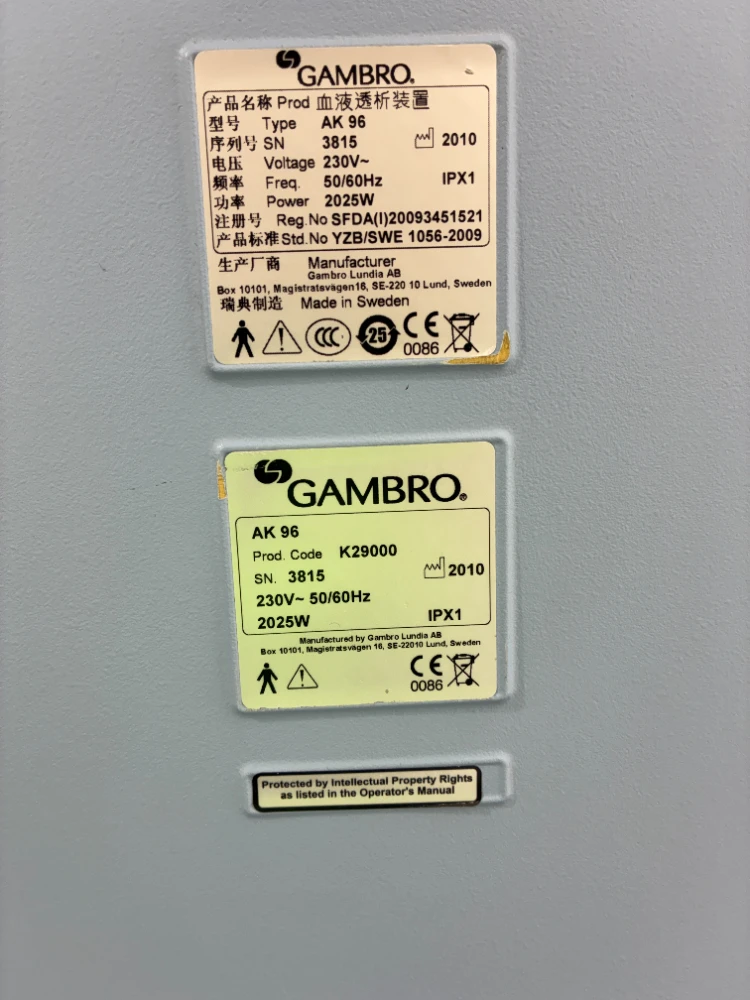 GAMBRO®
产品名称 Prod 血液透析装置
型号 Type AK 96
序列号 SN 3815 2010
电压 Voltage 230V~
频率 Freq. 50/60Hz IPX1
功率 Power 2025W
注册号 Reg.No SFDA(I)20093451521
产品标准 Std.No YZB/SWE 1056-2009
生产厂商 Manufacturer
Gambro Lundia AB
Box 10101, Magistratsvägen16, SE-220 10 Lund, Sweden
瑞典制造 Made in Sweden
CCC 25 CE
0086
GAMBRO®
AK 96
Prod. Code K29000
SN. 3815 2010
230V~ 50/60Hz
2025W IPX1
Manufactured by Gambro Lundia AB
Box 10101, Magistratsvägen 16, SE-22010 Lund, Sweden
CE
0086
Protected by Intellectual Property Rights
as listed in the Operator's Manual